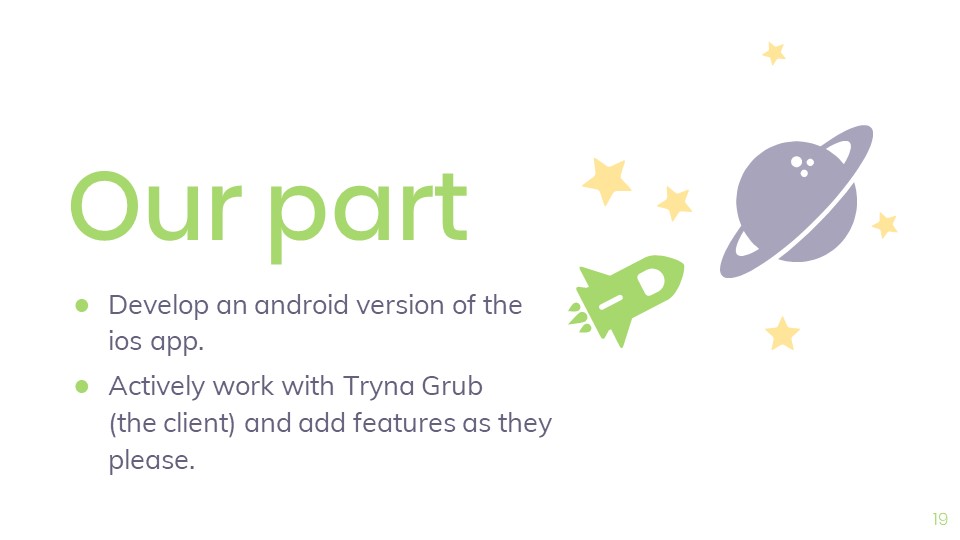 Our part
● Develop an android version of the
ios app.
● Actively work with Tryna Grub
(the client) and add features as they
please.
19